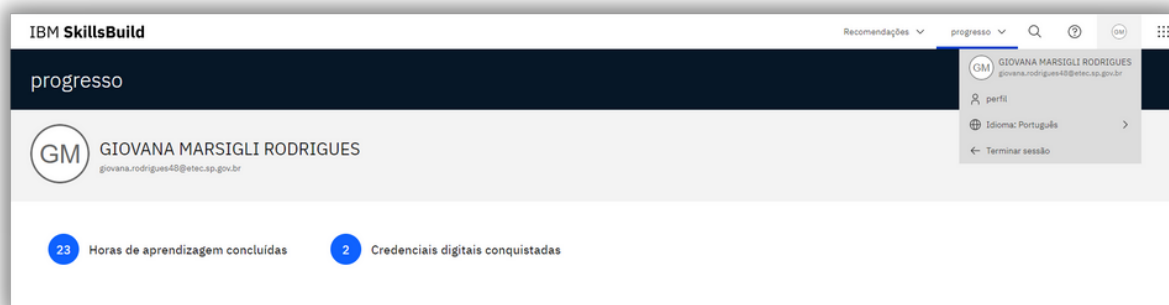 IBM SkillsBuild
Recomendações
progresso
GM
progresso
GM
GIOVANA MARSIGLI RODRIGUES
giovana.rodrigues48@etec.sp.gov.br
perfil
Idioma: Português
Terminar sessão
GM
GIOVANA MARSIGLI RODRIGUES
giovana.rodrigues48@etec.sp.gov.br
23 Horas de aprendizagem concluídas
2 Credenciais digitais conquistadas